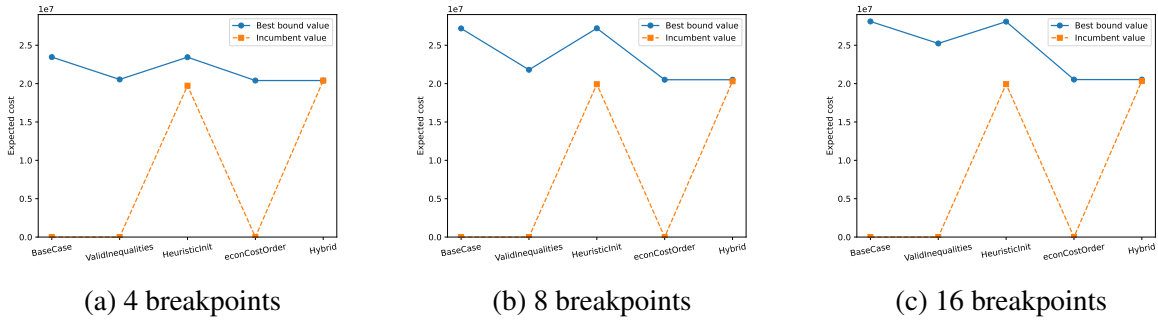 1e7
Best bound value
Incumbent value
Expected cost
2.5
2.0
1.5
1.0
0.5
0.0
BaseCase
ValidInequalities
HeuristicInit
econCostOrder
Hybrid
(a) 4 breakpoints
1e7
Best bound value
Incumbent value
Expected cost
2.5
2.0
1.5
1.0
0.5
0.0
BaseCase
ValidInequalities
HeuristicInit
econCostOrder
Hybrid
(b) 8 breakpoints
1e7
Best bound value
Incumbent value
Expected cost
2.5
2.0
1.5
1.0
0.5
0.0
BaseCase
ValidInequalities
HeuristicInit
econCostOrder
Hybrid
(c) 16 breakpoints